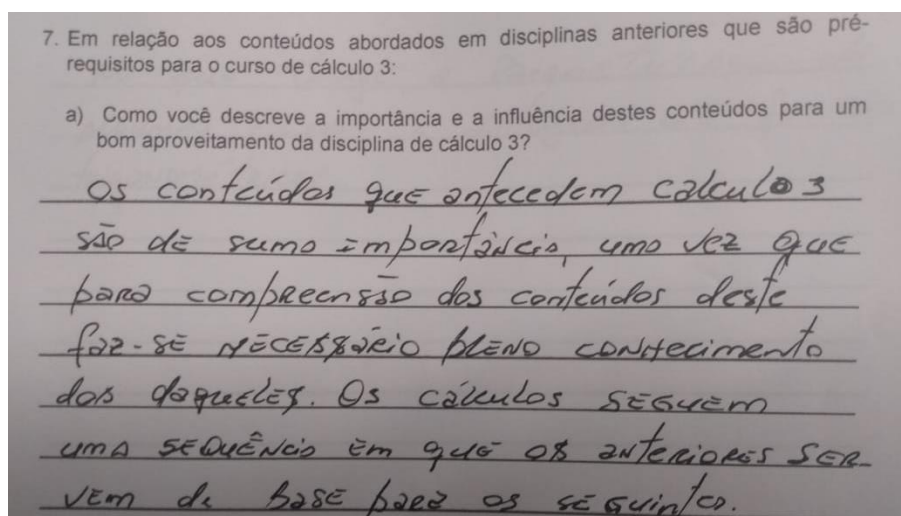 7. Em relação aos conteúdos abordados em disciplinas anteriores que são pré-
requisitos para o curso de cálculo 3:
a) Como você descreve a importância e a influência destes conteúdos para um
bom aproveitamento da disciplina de cálculo 3?
Os conteúdos que antecedem calculo 3
são de suma importância, uma vez que
para compreensão dos conteúdos deste
faz-se necessário pleno conhecimento
dos daqueles. Os cálculos seguem
uma sequência em que os anteriores ser-
vem de base para os seguintes.